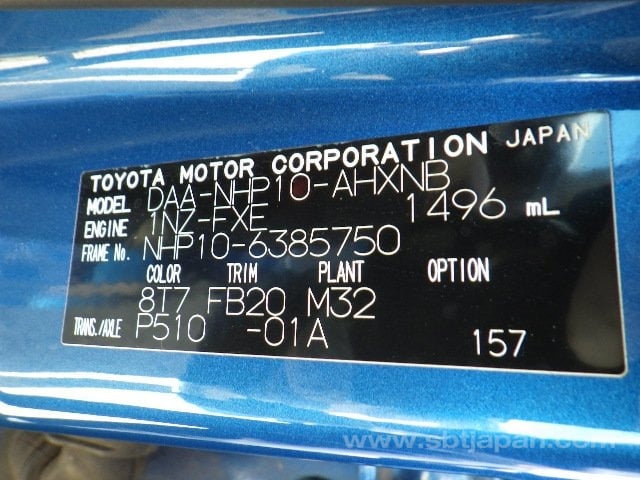 TOYOTA MOTOR CORPORATION JAPAN
MODEL DAA-NHP10-AHXNB
ENGINE 1NZ-FXE 1496 mL
FRAME No. NHP10-6385750
COLOR TRIM PLANT OPTION
8T7 FB20 M32
TRANS./AXLE P510 -01A
157
www.sbtjapan.com